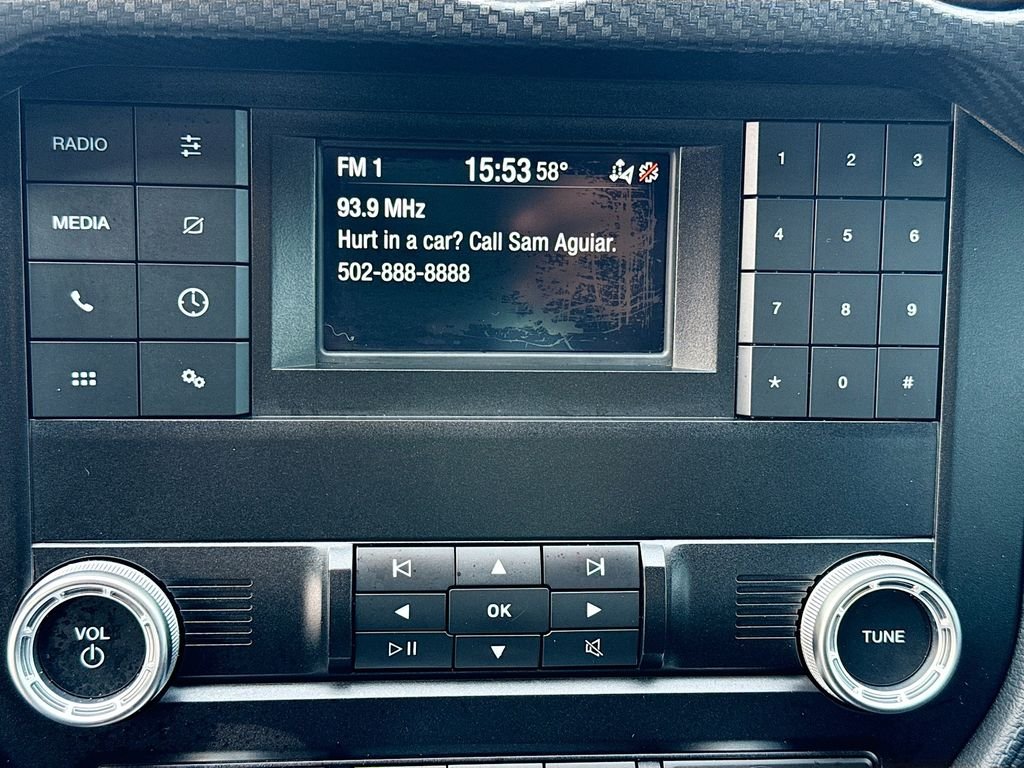 RADIO
MEDIA
FM 1 15:53 58°
93.9 MHz
Hurt in a car? Call Sam Aguiar.
502-888-8888
1 2 3
4 5 6
7 8 9
* 0 #
VOL
OK
TUNE